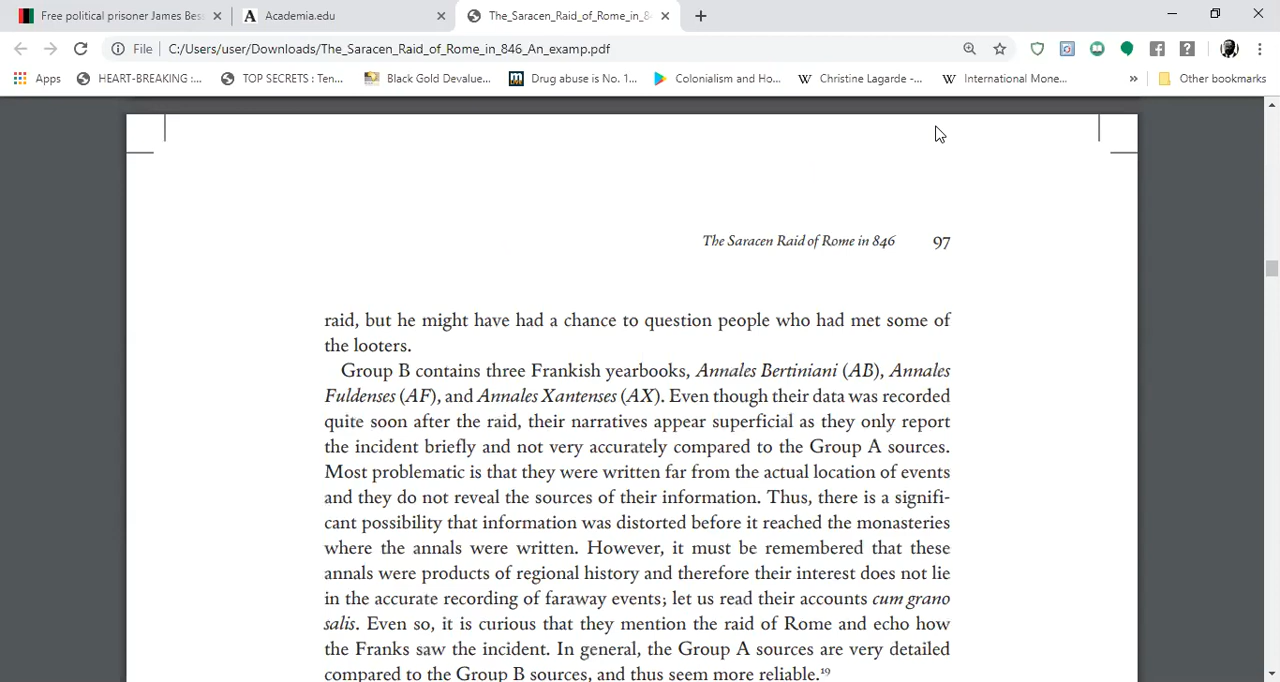 Free political prisoner James Bes
Academia.edu
The_Saracen_Raid_of_Rome_in_8
File
C:/Users/user/Downloads/The_Saracen_Raid_of_Rome_in_846_An_examp.pdf
Apps
HEART-BREAKING :...
TOP SECRETS : Ten...
Black Gold Devalue...
Drug abuse is No. 1...
Colonialism and Ho...
Christine Lagarde -...
International Mone...
»
Other bookmarks
The Saracen Raid of Rome in 846 97
raid, but he might have had a chance to question people who had met some of
the looters.
Group B contains three Frankish yearbooks, Annales Bertiniani (AB), Annales
Fuldenses (AF), and Annales Xantenses (AX). Even though their data was recorded
quite soon after the raid, their narratives appear superficial as they only report
the incident briefly and not very accurately compared to the Group A sources.
Most problematic is that they were written far from the actual location of events
and they do not reveal the sources of their information. Thus, there is a signifi-
cant possibility that information was distorted before it reached the monasteries
where the annals were written. However, it must be remembered that these
annals were products of regional history and therefore their interest does not lie
in the accurate recording of faraway events; let us read their accounts cum grano
salis. Even so, it is curious that they mention the raid of Rome and echo how
the Franks saw the incident. In general, the Group A sources are very detailed
compared to the Group B sources, and thus seem more reliable.¹⁹